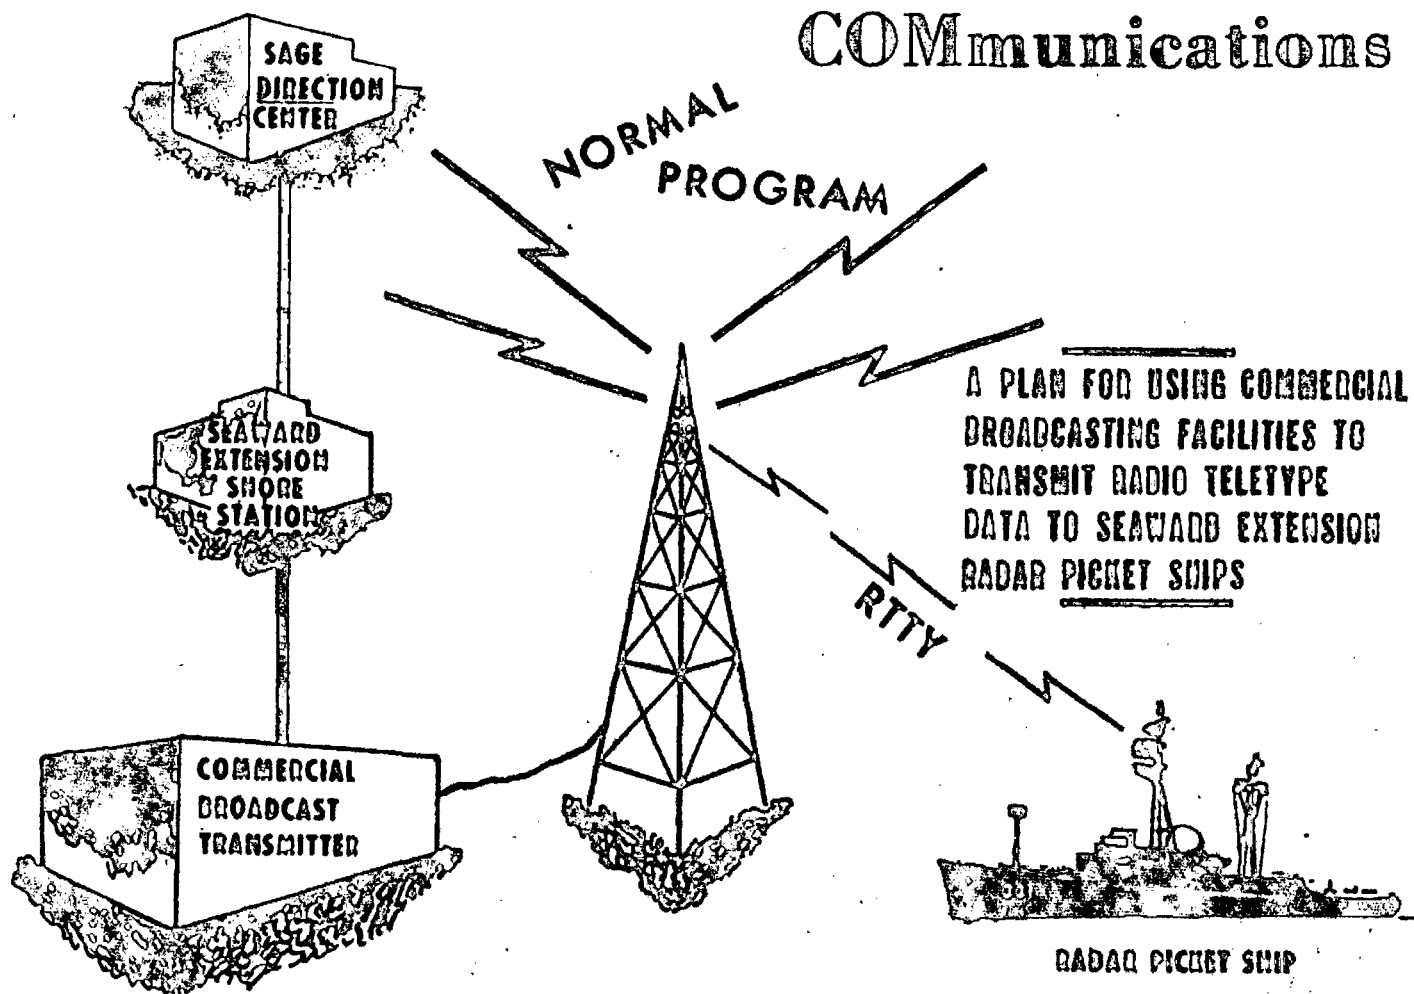 COMmunications
SAGE
DIRECTION
CENTER
NORMAL
PROGRAM
SEAWARD
EXTENSION
SHORE
STATION
A PLAN FOR USING COMMERCIAL
BROADCASTING FACILITIES TO
TRANSMIT RADIO TELETYPE
DATA TO SEAWARD EXTENSION
RADAR PICKET SHIPS
RTTY
COMMERCIAL
BROADCAST
TRANSMITTER
RADAR PICKET SHIP